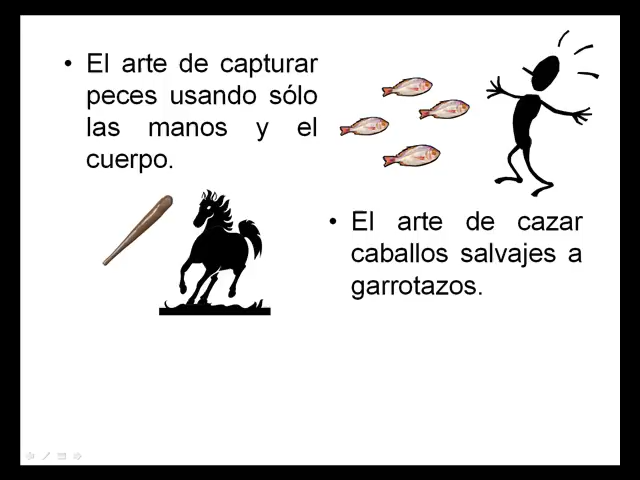 • El arte de capturar
peces usando sólo
las manos y el
cuerpo.
• El arte de cazar
caballos salvajes a
garrotazos.